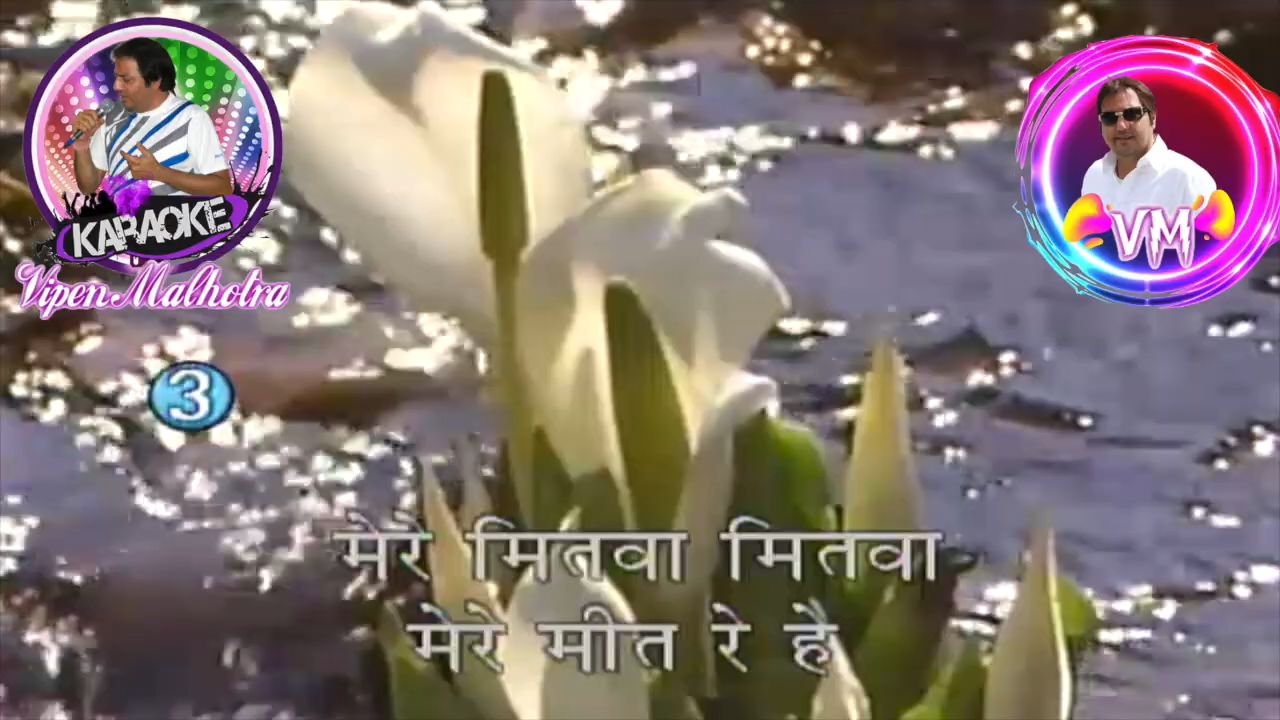 KARAOKE
Vipen Malhotra
VM
3
मेरे मितवा मितवा
मेरे मीत रे है